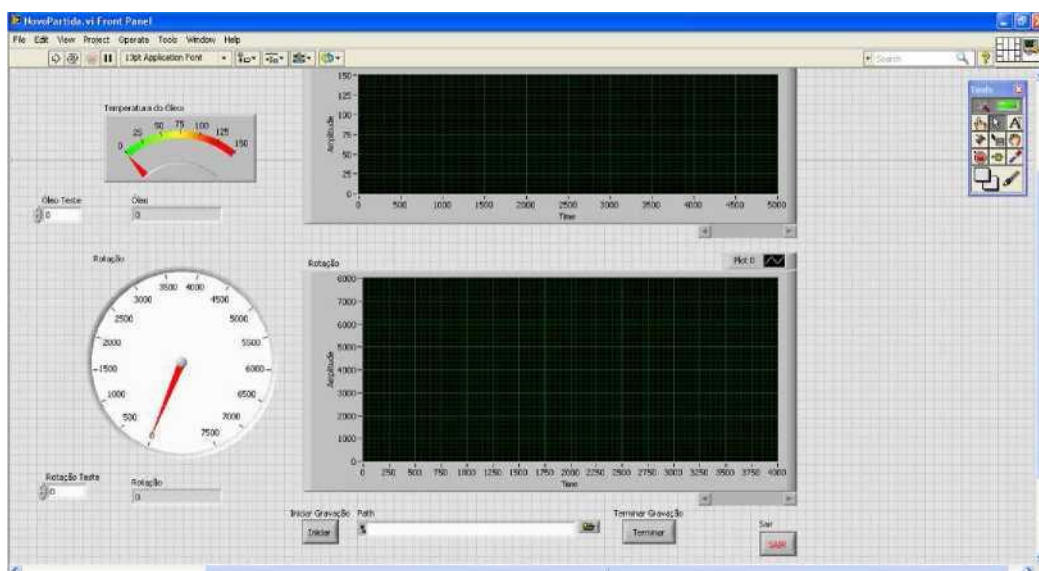 NovoPartida.vi Front Panel
File Edit View Project Operate Tools Window Help
13pt Application Font
Search
Tools
Temperatura do Óleo
0 25 50 75 100 125 150
Óleo Teste
0
Óleo
0
150
125
100
75
50
25
0
Amplitude
0 500 1000 1500 2000 2500 3000 3500 4000 4500 5000
Time
Rotação
0 500 1000 1500 2000 2500 3000 3500 4000 4500 5000 5500 6000 6500 7000 7500
Rotação Teste
0
Rotação
0
Rotação
Plot 0
8000
7000
6000
5000
4000
3000
2000
1000
0
Amplitude
0 250 500 750 1000 1250 1500 1750 2000 2250 2500 2750 3000 3250 3500 3750 4000
Time
Iniciar Gravação
Iniciar
Path
Terminar Gravação
Terminar
Sair
SAIR